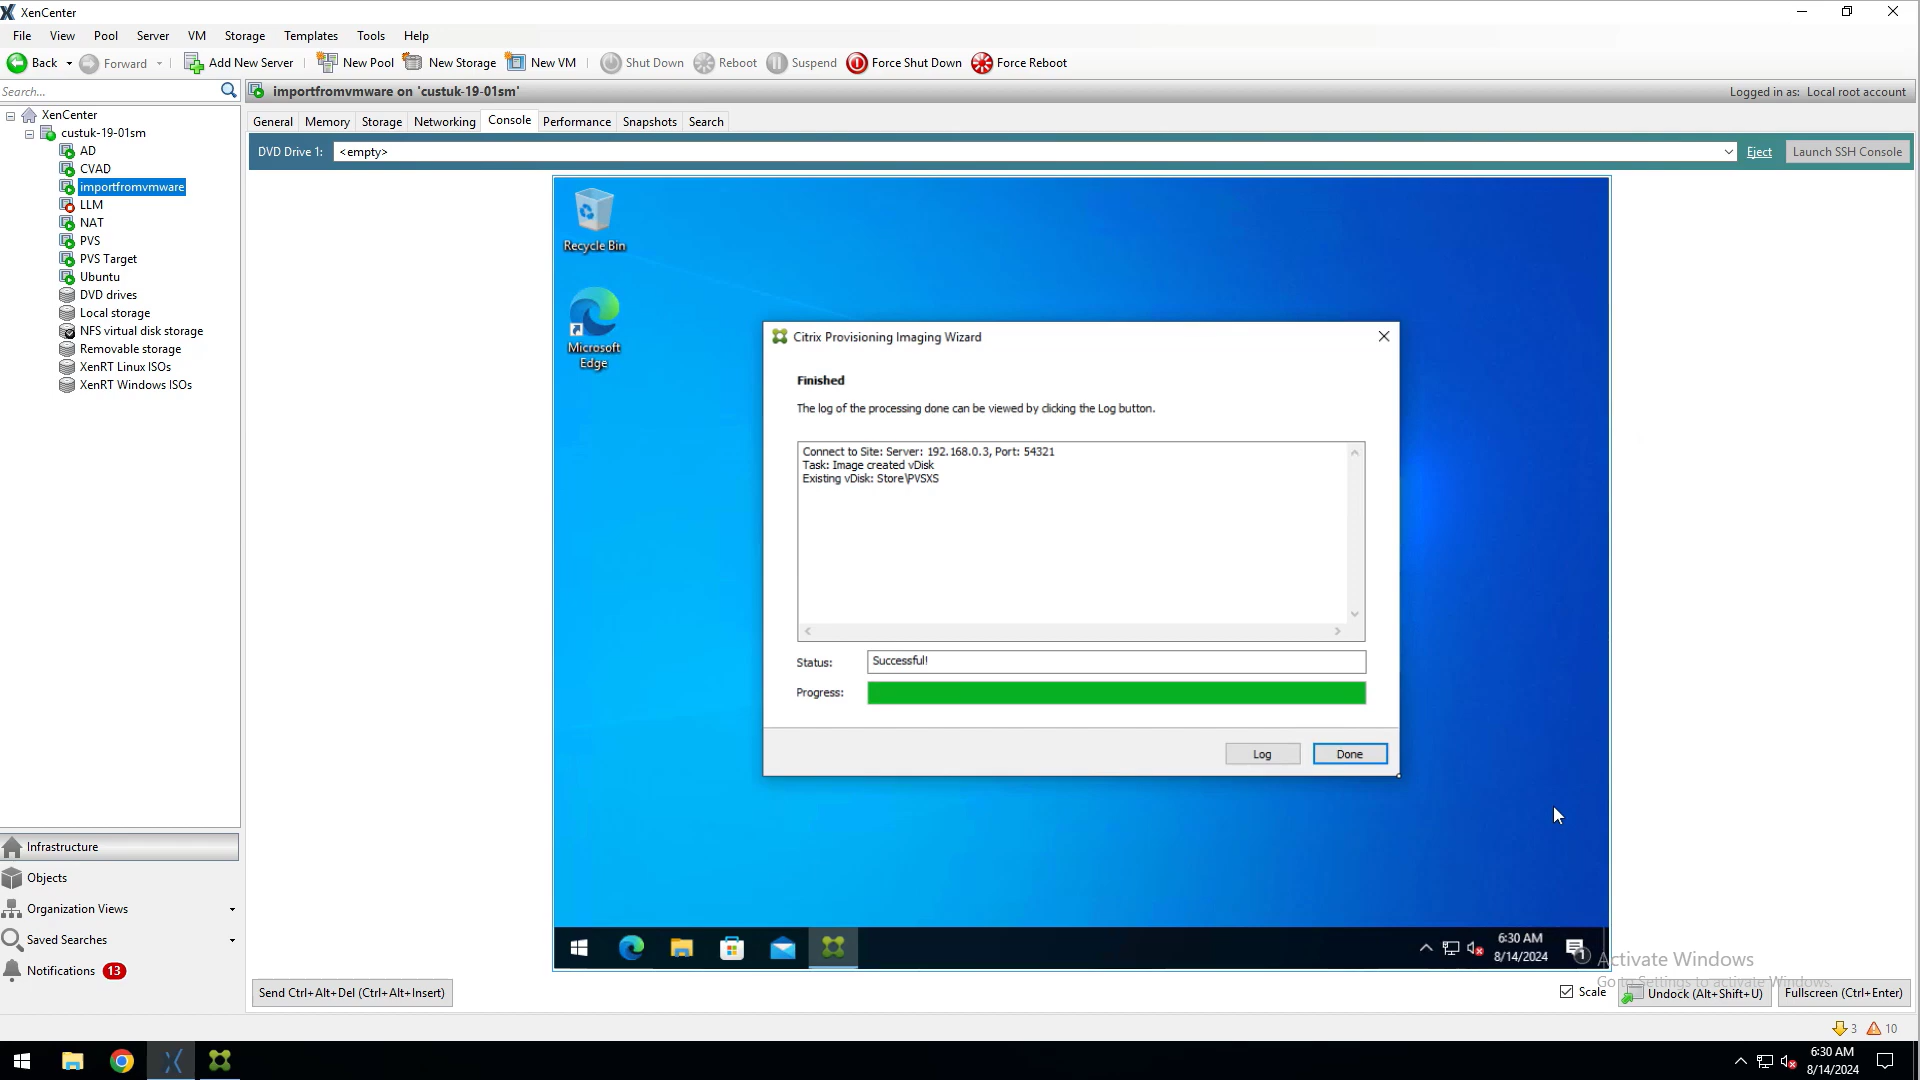 XenCenter
File View Pool Server VM Storage Templates Tools Help
Back Forward Add New Server New Pool New Storage New VM Shut Down Reboot Suspend Force Shut Down Force Reboot
Search...
importfromvmware on 'custuk-19-01sm'
Logged in as: Local root account
XenCenter
custuk-19-01sm
AD
CVAD
importfromvmware
LLM
NAT
PVS
PVS Target
Ubuntu
DVD drives
Local storage
NFS virtual disk storage
Removable storage
XenRT Linux ISOs
XenRT Windows ISOs
General Memory Storage Networking Console Performance Snapshots Search
DVD Drive 1: <empty> Eject Launch SSH Console
Recycle Bin
Microsoft
Edge
Citrix Provisioning Imaging Wizard
Finished
The log of the processing done can be viewed by clicking the Log button.
Connect to Site: Server: 192.168.0.3, Port: 54321
Task: Image created vDisk
Existing vDisk: Store\PVSXS
Status: Successful!
Progress:
Log Done
6:30 AM
8/14/2024
1
Infrastructure
Objects
Organization Views
Saved Searches
Notifications 13
Activate Windows
Go to Settings to activate Windows.
Send Ctrl+Alt+Del (Ctrl+Alt+Insert)
Scale Undock (Alt+Shift+U) Fullscreen (Ctrl+Enter)
3 10
6:30 AM
8/14/2024